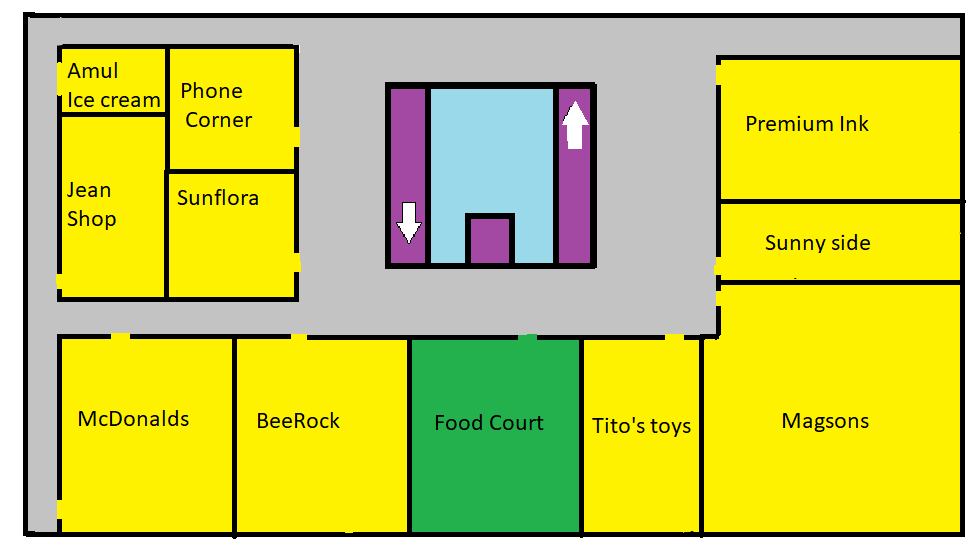 Amul
Ice cream
Phone
Corner
Premium Ink
Jean
Shop
Sunflora
Sunny side
McDonalds
BeeRock
Food Court
Tito's toys
Magsons